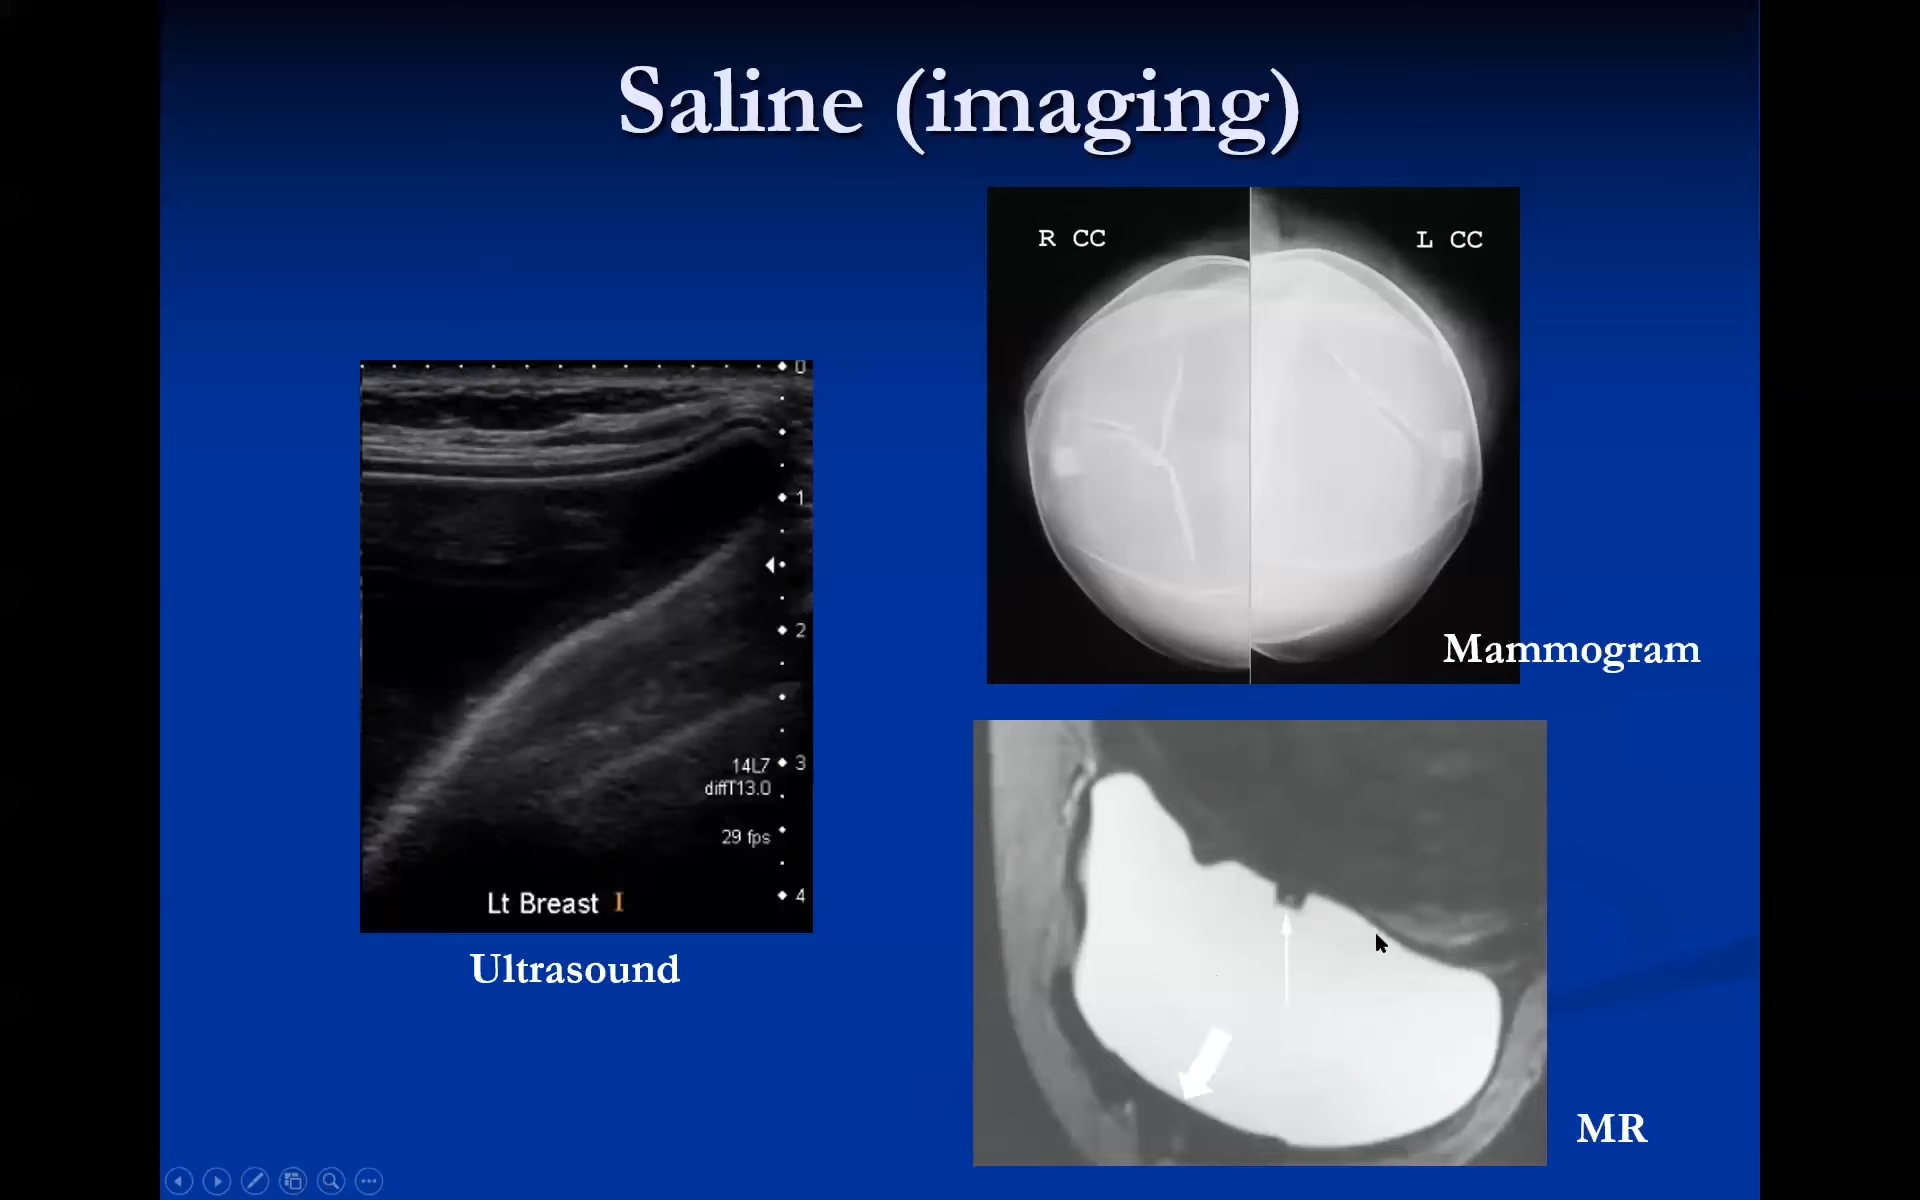 Saline (imaging)
R CC
L CC
Mammogram
0
1
2
3
4
14L7
diffT13.0
29 fps
Lt Breast I
Ultrasound
MR